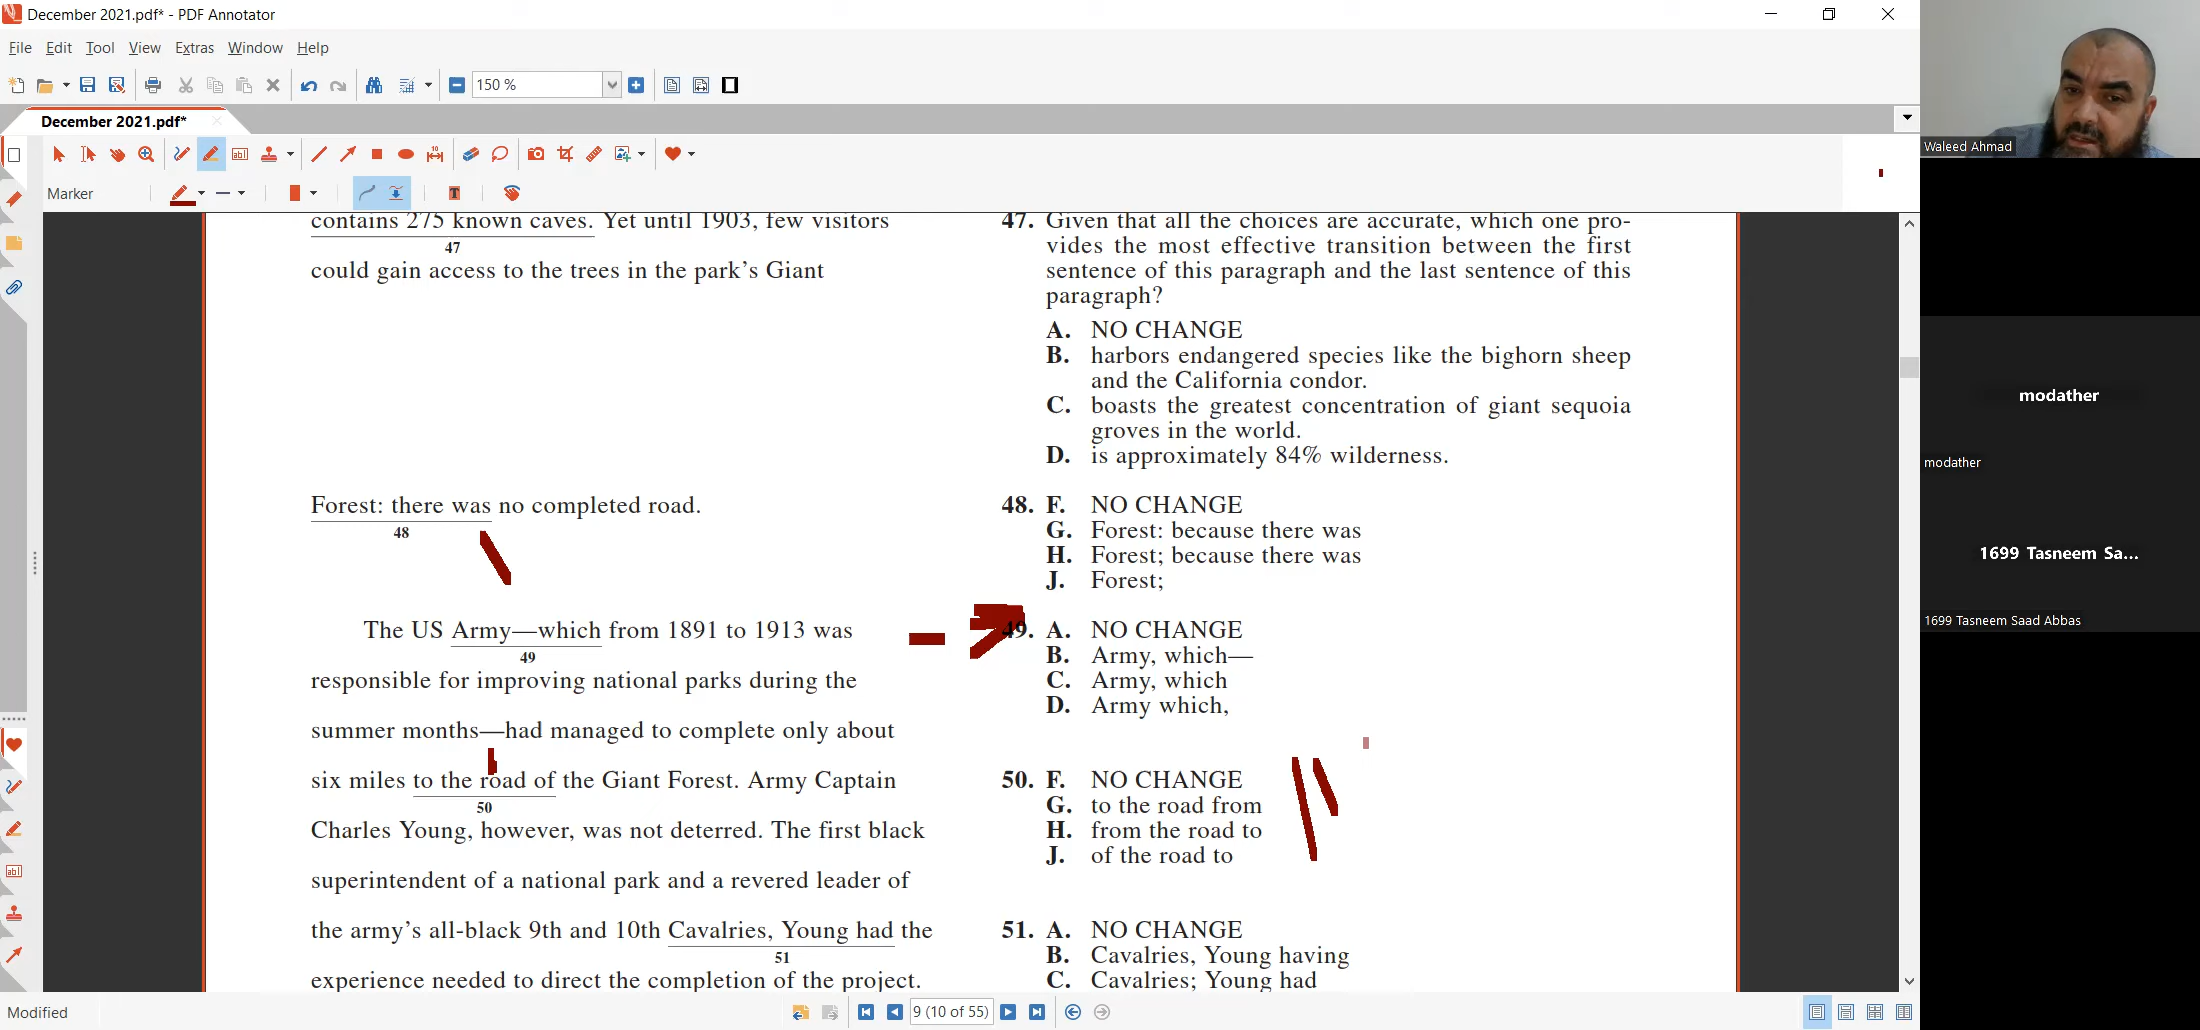 December 2021.pdf* - PDF Annotator
File Edit Tool View Extras Window Help
150 %
December 2021.pdf*
Marker
contains 275 known caves. Yet until 1903, few visitors
47
could gain access to the trees in the park's Giant
Forest: there was no completed road.
48
The US Army—which from 1891 to 1913 was
49
responsible for improving national parks during the
summer months—had managed to complete only about
six miles to the road of the Giant Forest. Army Captain
50
Charles Young, however, was not deterred. The first black
superintendent of a national park and a revered leader of
the army's all-black 9th and 10th Cavalries, Young had the
51
experience needed to direct the completion of the project.
47. Given that all the choices are accurate, which one pro-
vides the most effective transition between the first
sentence of this paragraph and the last sentence of this
paragraph?
A. NO CHANGE
B. harbors endangered species like the bighorn sheep
and the California condor.
C. boasts the greatest concentration of giant sequoia
groves in the world.
D. is approximately 84% wilderness.
48. F. NO CHANGE
G. Forest: because there was
H. Forest; because there was
J. Forest;
49. A. NO CHANGE
B. Army, which—
C. Army, which
D. Army which,
50. F. NO CHANGE
G. to the road from
H. from the road to
J. of the road to
51. A. NO CHANGE
B. Cavalries, Young having
C. Cavalries; Young had
Modified
9 (10 of 55)
Waleed Ahmad
modather
modather
1699 Tasneem Sa...
1699 Tasneem Saad Abbas